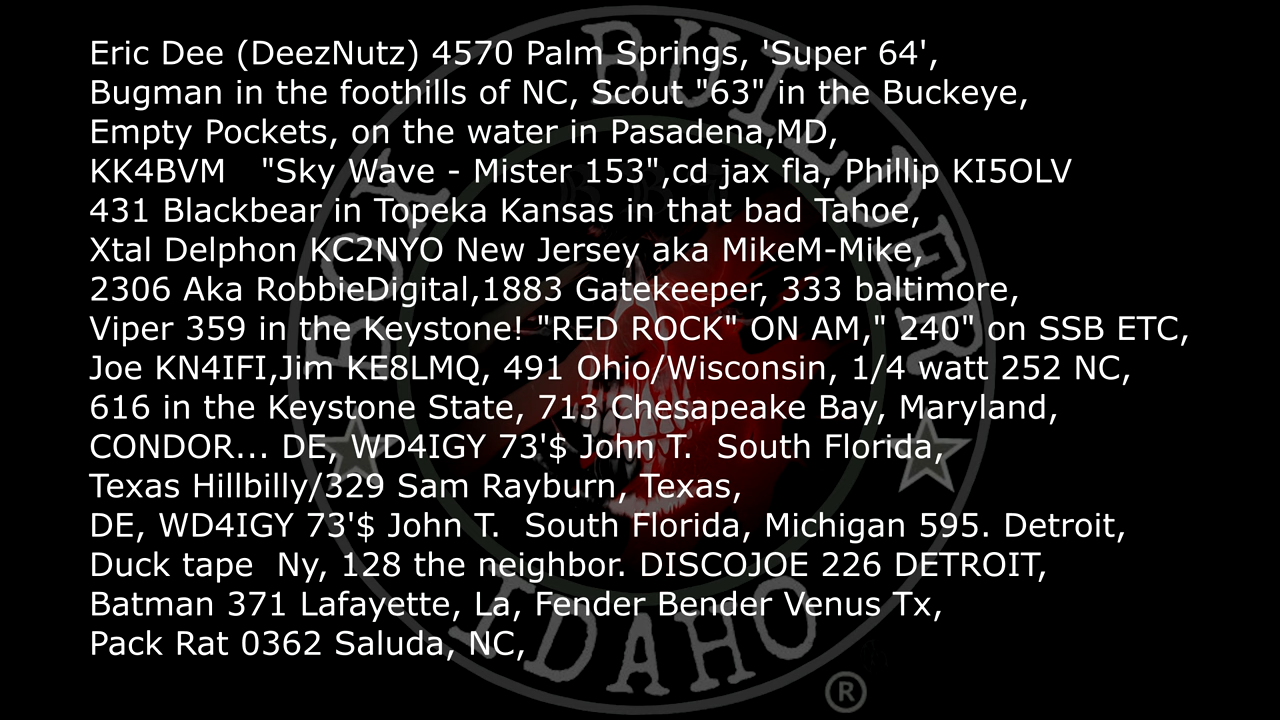 Eric Dee (DeezNutz) 4570 Palm Springs, 'Super 64',
Bugman in the foothills of NC, Scout "63" in the Buckeye,
Empty Pockets, on the water in Pasadena,MD,
KK4BVM   "Sky Wave - Mister 153",cd jax fla, Phillip KI5OLV
431 Blackbear in Topeka Kansas in that bad Tahoe,
Xtal Delphon KC2NYO New Jersey aka MikeM-Mike,
2306 Aka RobbieDigital,1883 Gatekeeper, 333 baltimore,
Viper 359 in the Keystone! "RED ROCK" ON AM," 240" on SSB ETC,
Joe KN4IFI,Jim KE8LMQ, 491 Ohio/Wisconsin, 1/4 watt 252 NC,
616 in the Keystone State, 713 Chesapeake Bay, Maryland,
CONDOR... DE, WD4IGY 73'$ John T.  South Florida,
Texas Hillbilly/329 Sam Rayburn, Texas,
DE, WD4IGY 73'$ John T.  South Florida, Michigan 595. Detroit,
Duck tape  Ny, 128 the neighbor. DISCOJOE 226 DETROIT,
Batman 371 Lafayette, La, Fender Bender Venus Tx,
Pack Rat 0362 Saluda, NC,
BOX BUILDER
IDAHO
®